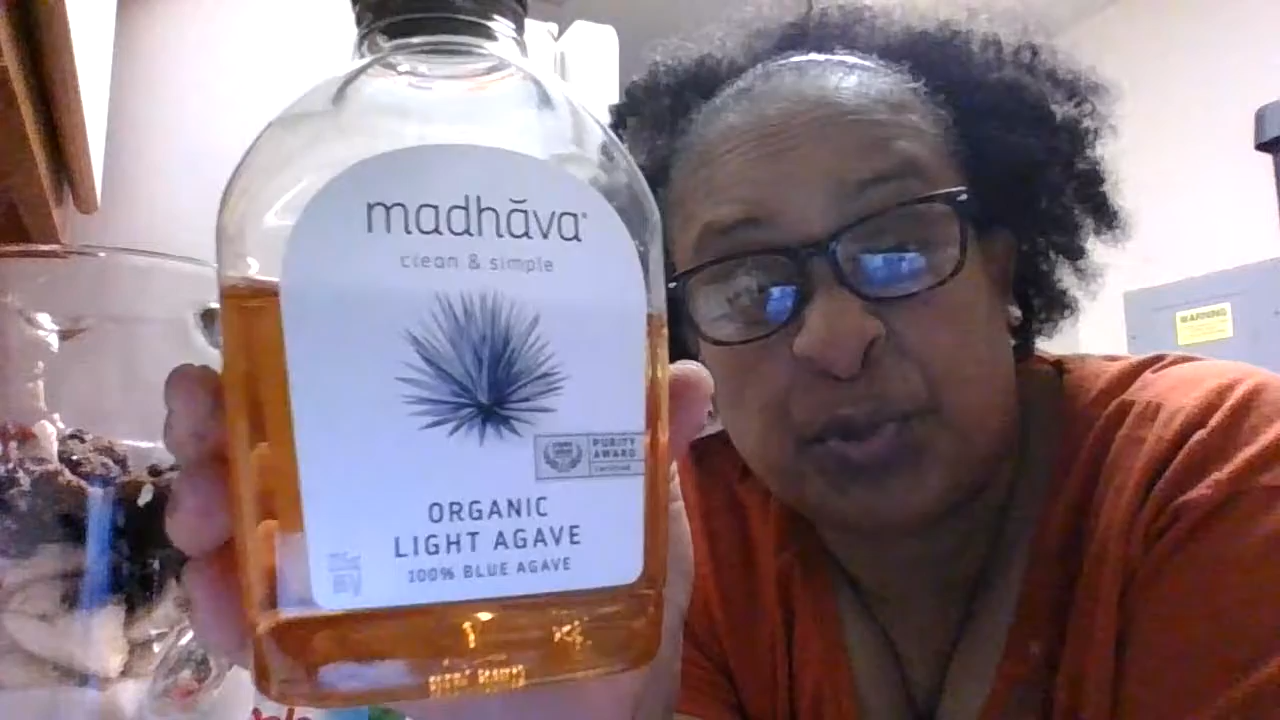 madhāva®
clean & simple
PURITY
AWARD
ORGANIC
LIGHT AGAVE
100% BLUE AGAVE
WARNING